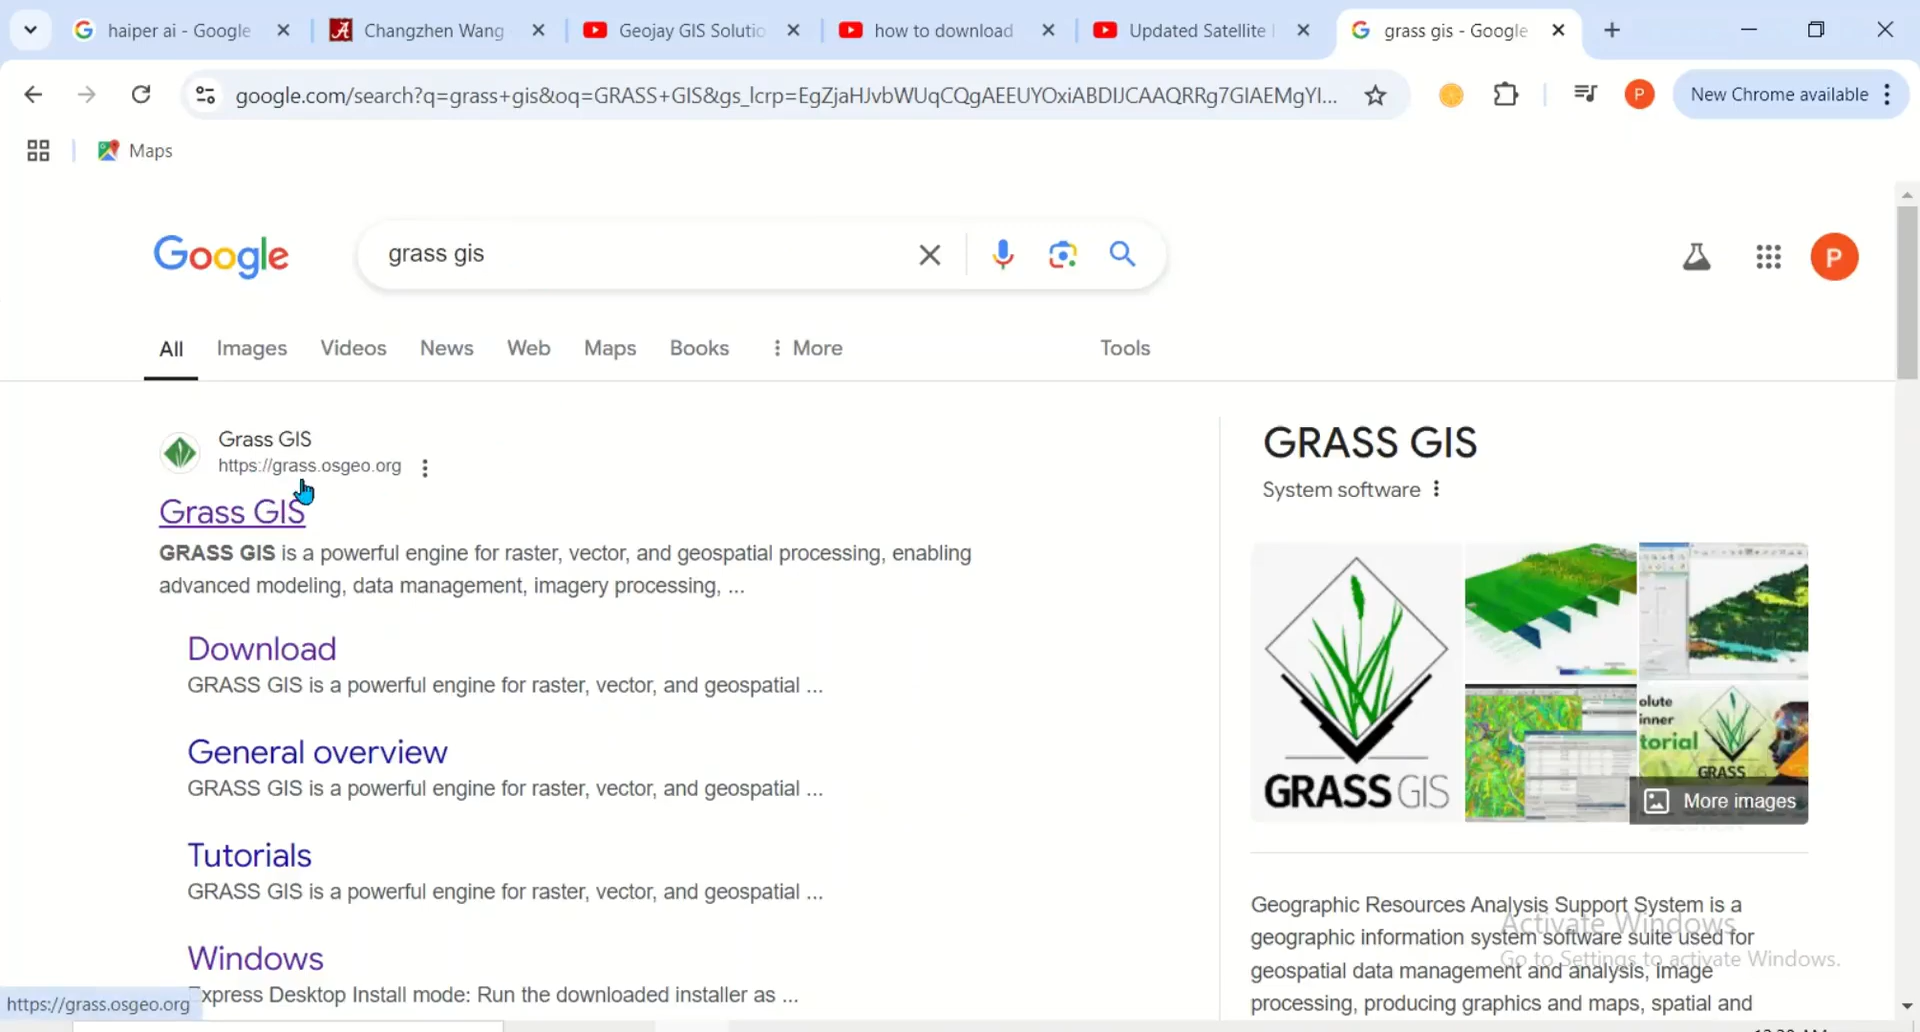 haiper ai - Google
Changzhen Wang
Geojay GIS Solutio
how to download
Updated Satellite
grass gis - Google
google.com/search?q=grass+gis&oq=GRASS+GIS&gs_lcrp=EgZjaHJvbWUqCQgAEEUYOxiABDIJCAAQRRg7GIAEMgYI...
P
New Chrome available
Maps
Google
grass gis
P
All
Images
Videos
News
Web
Maps
Books
More
Tools
Grass GIS
https://grass.osgeo.org
Grass GIS
GRASS GIS is a powerful engine for raster, vector, and geospatial processing, enabling
advanced modeling, data management, imagery processing, ...
Download
GRASS GIS is a powerful engine for raster, vector, and geospatial ...
General overview
GRASS GIS is a powerful engine for raster, vector, and geospatial ...
Tutorials
GRASS GIS is a powerful engine for raster, vector, and geospatial ...
Windows
Express Desktop Install mode: Run the downloaded installer as ...
https://grass.osgeo.org
GRASS GIS
System software
GRASS GIS
olute
inner
torial
GRASS
More images
Geographic Resources Analysis Support System is a
geographic information system software suite used for
geospatial data management and analysis, image
processing, producing graphics and maps, spatial and
Activate Windows
Go to Settings to activate Windows.